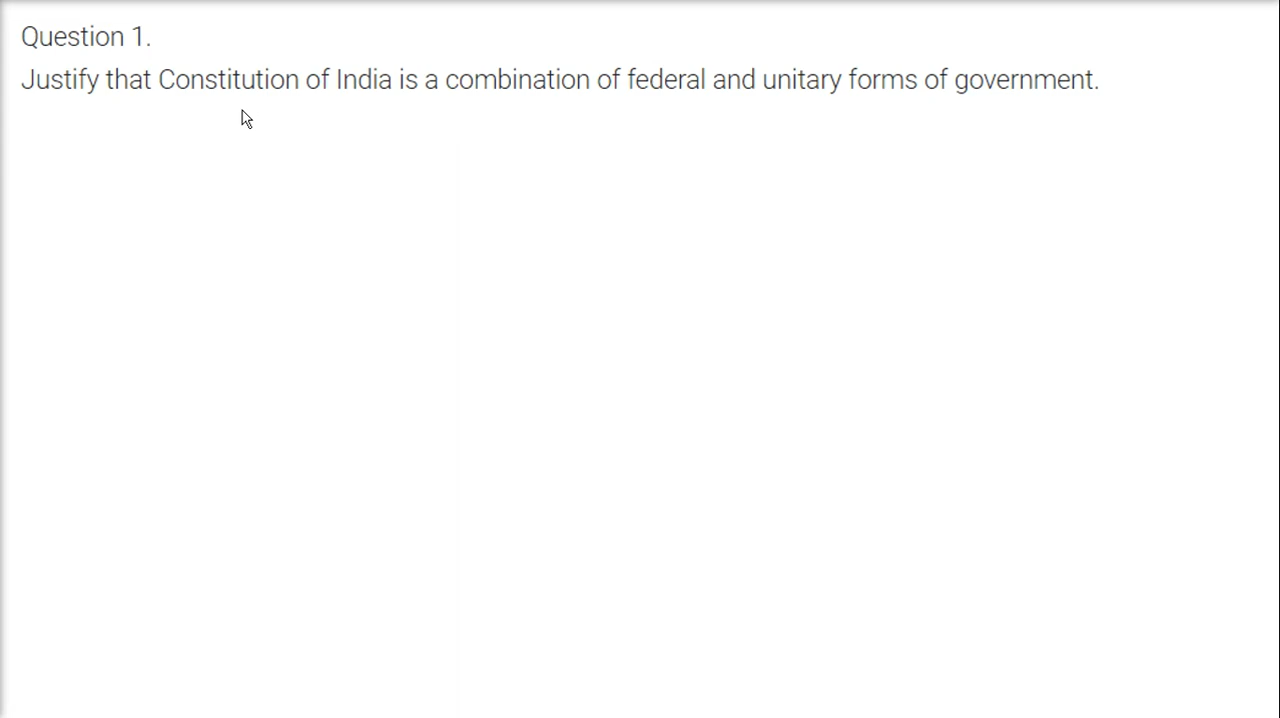 Question 1.
Justify that Constitution of India is a combination of federal and unitary forms of government.